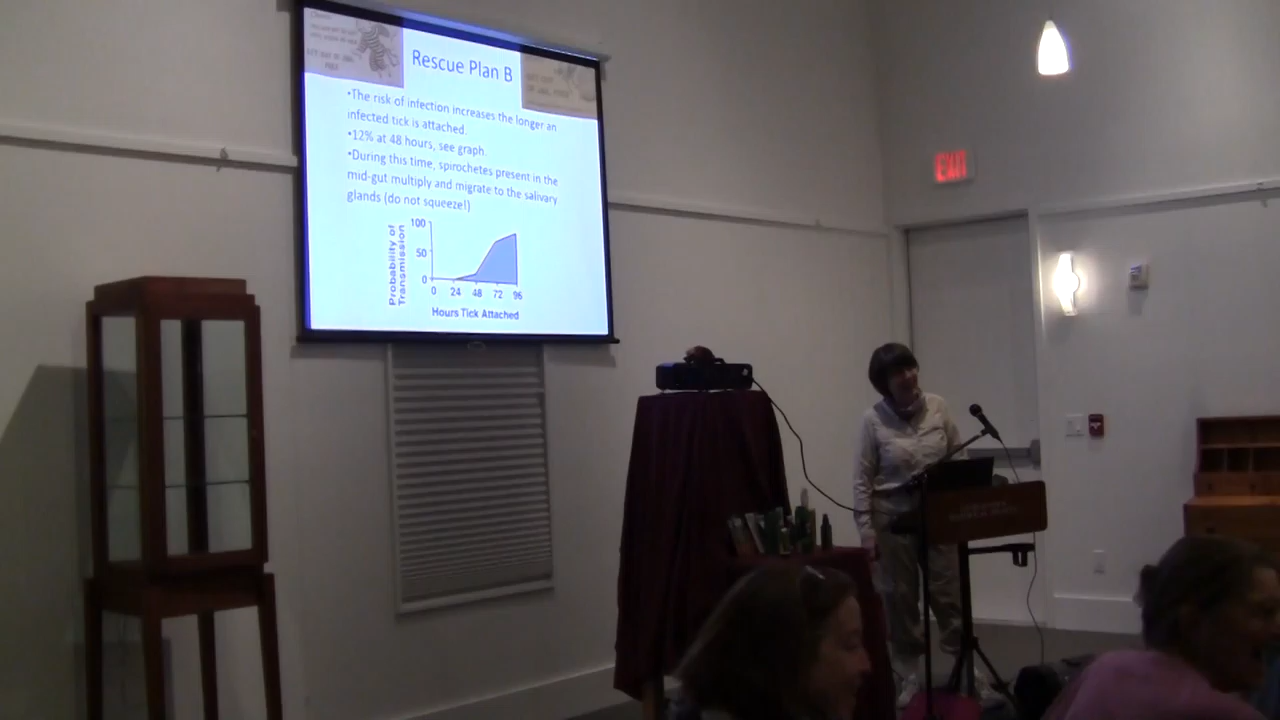 Rescue Plan B
•The risk of infection increases the longer an
infected tick is attached.
•12% at 48 hours, see graph.
•During this time, spirochetes present in the
mid-gut multiply and migrate to the salivary
glands (do not squeeze!)
Probability of
Transmission
100
50
0
0 24 48 72 96
Hours Tick Attached
EXIT